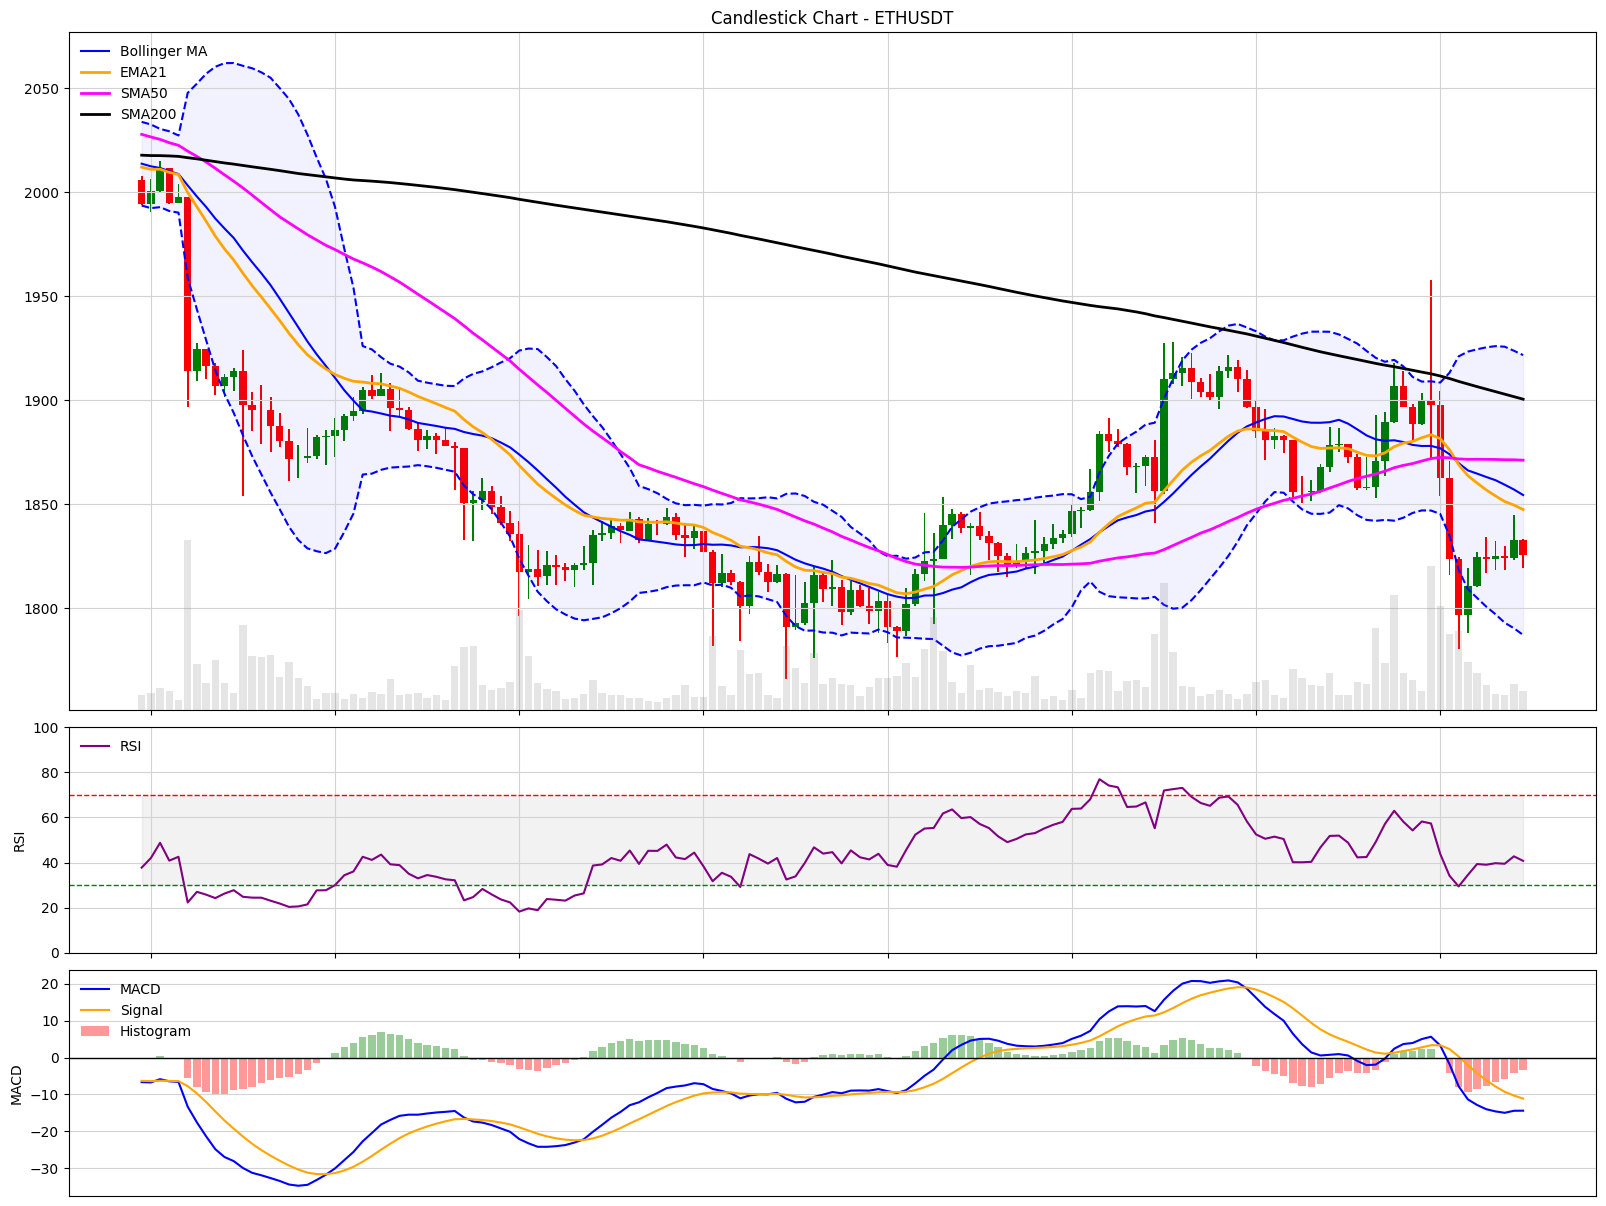 Candlestick Chart - ETHUSDT
Bollinger MA
EMA21
SMA50
SMA200
2050
2000
1950
1900
1850
1800
RSI
RSI
100
80
60
40
20
0
MACD
Signal
Histogram
MACD
20
10
0
−10
−20
−30